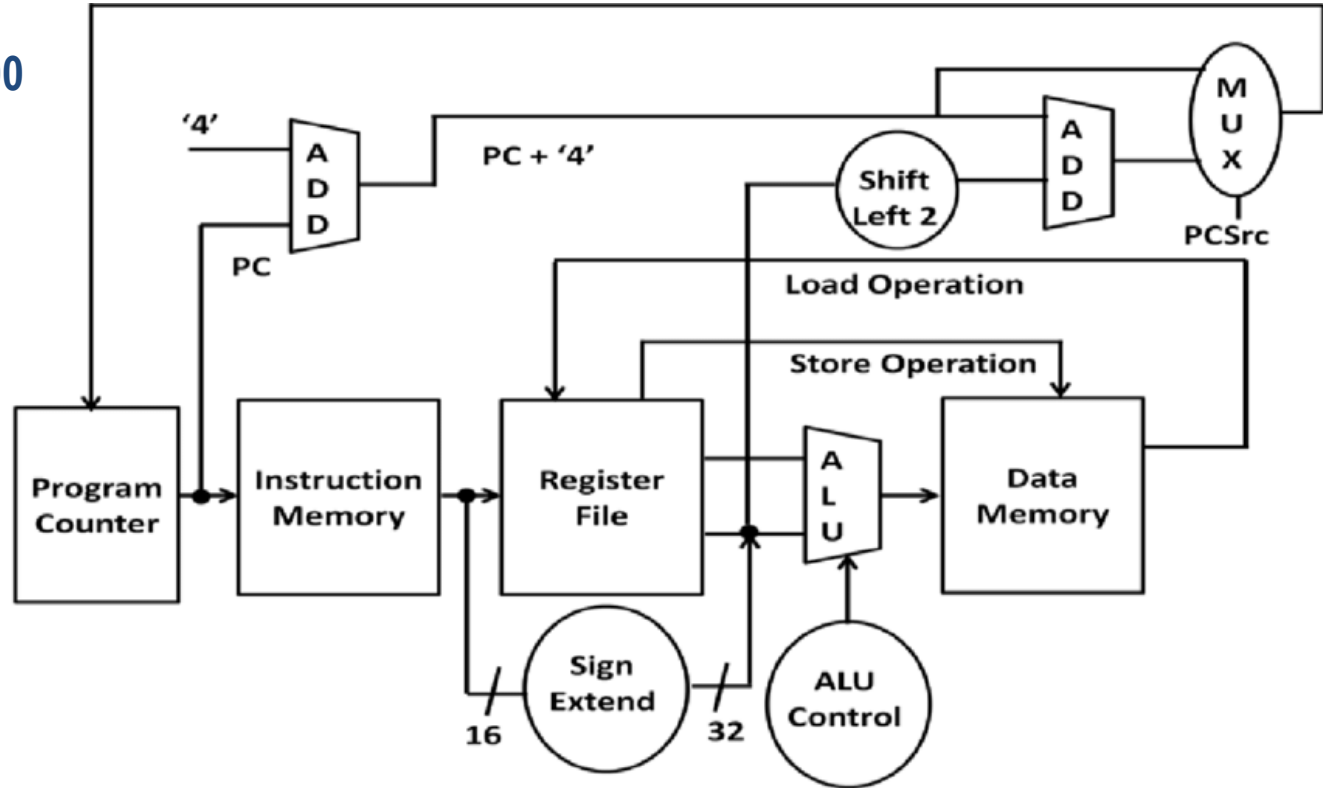 00
M
U
X
PCSrc
‘4’
A
D
D
PC
PC + ‘4’
Shift
Left 2
A
D
D
Load Operation
Store Operation
Program
Counter
Instruction
Memory
Register
File
A
L
U
Data
Memory
16
Sign
Extend
32
ALU
Control